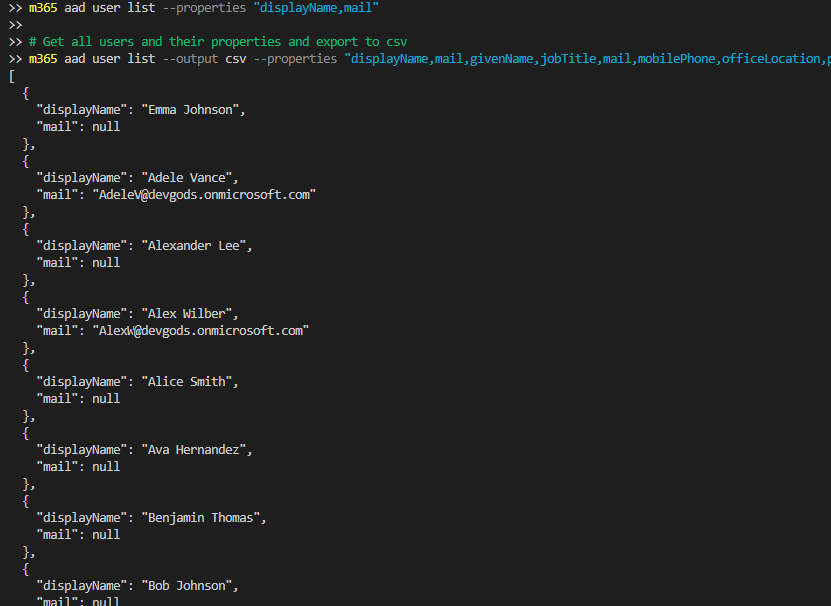 >> m365 aad user list --properties "displayName,mail"
>>
>> # Get all users and their properties and export to csv
>> m365 aad user list --output csv --properties "displayName,mail,givenName,jobTitle,mail,mobilePhone,officeLocation,p
[
  {
    "displayName": "Emma Johnson",
    "mail": null
  },
  {
    "displayName": "Adele Vance",
    "mail": "AdeleV@devgods.onmicrosoft.com"
  },
  {
    "displayName": "Alexander Lee",
    "mail": null
  },
  {
    "displayName": "Alex Wilber",
    "mail": "AlexW@devgods.onmicrosoft.com"
  },
  {
    "displayName": "Alice Smith",
    "mail": null
  },
  {
    "displayName": "Ava Hernandez",
    "mail": null
  },
  {
    "displayName": "Benjamin Thomas",
    "mail": null
  },
  {
    "displayName": "Bob Johnson",
    "mail": null